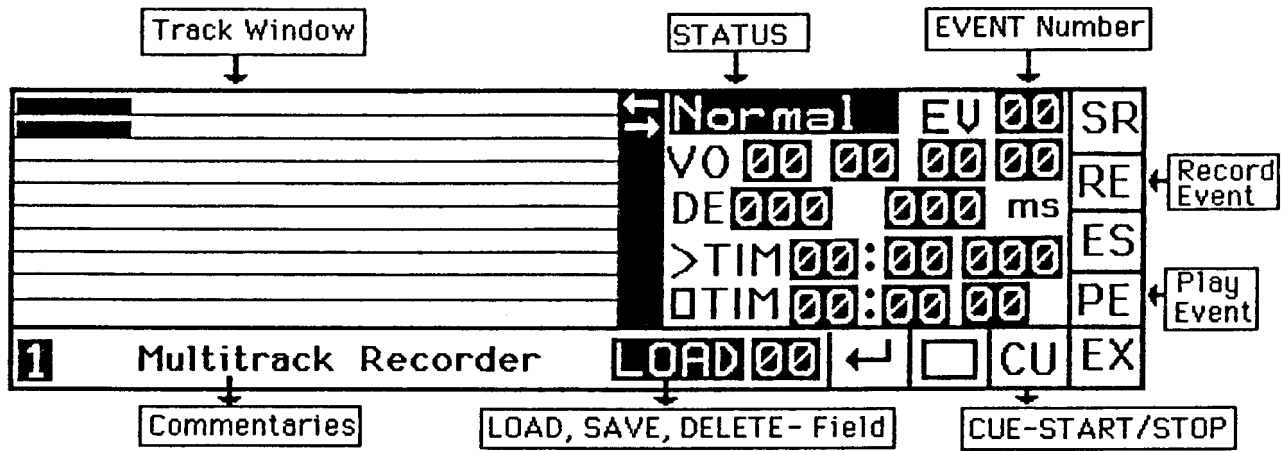 Track Window
STATUS
EVENT Number
Normal EV 00 SR
VO 00 00 00 00
RE
Record
Event
DE 000 000 ms
ES
>TIM 00:00 000
□TIM 00:00 00
PE
Play
Event
1 Multitrack Recorder LOAD 00 CU EX
Commentaries
LOAD, SAVE, DELETE- Field
CUE-START/STOP